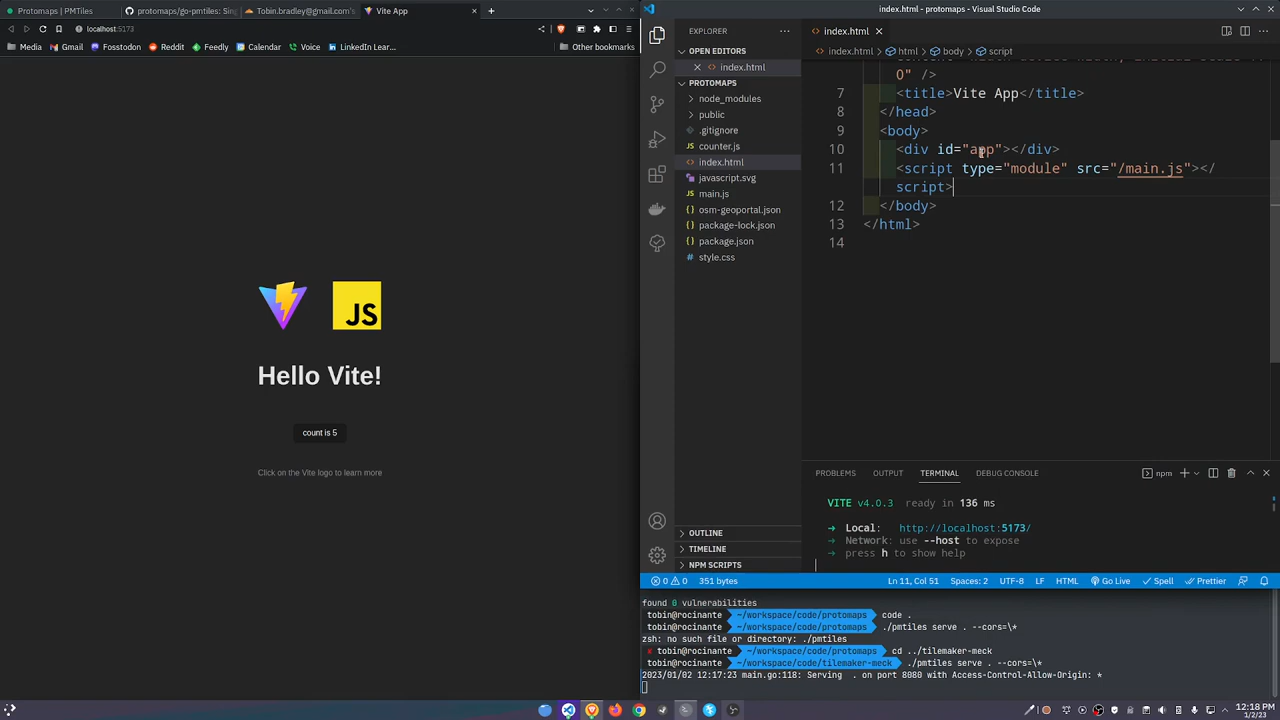 Protomaps | PMTiles
protomaps/go-pmtiles: Sin
Tobin.bradley@gmail.com's
Vite App
localhost:5173
Media
Gmail
Fosstodon
Reddit
Feedly
Calendar
Voice
LinkedIn Lear...
Other bookmarks
Hello Vite!
count is 5
Click on the Vite logo to learn more
index.html - protomaps - Visual Studio Code
EXPLORER
OPEN EDITORS
index.html
PROTOMAPS
node_modules
public
.gitignore
counter.js
index.html
javascript.svg
main.js
osm-geoportal.json
package-lock.json
package.json
style.css
OUTLINE
TIMELINE
NPM SCRIPTS
index.html
index.html > html > body > script
0" />
7 <title>Vite App</title>
8 </head>
9 <body>
10 <div id="app"></div>
11 <script type="module" src="/main.js"></
script>
12 </body>
13 </html>
14
PROBLEMS OUTPUT TERMINAL DEBUG CONSOLE
npm
VITE v4.0.3 ready in 136 ms
➜ Local: http://localhost:5173/
➜ Network: use --host to expose
➜ press h to show help
0 0 351 bytes Ln 11, Col 51 Spaces: 2 UTF-8 LF HTML Go Live Spell Prettier
found 0 vulnerabilities
tobin@rocinante ~/workspace/code/protomaps code .
tobin@rocinante ~/workspace/code/protomaps ./pmtiles serve . --cors=\*
zsh: no such file or directory: ./pmtiles
tobin@rocinante ~/workspace/code/protomaps cd ../tilemaker-meck
tobin@rocinante ~/workspace/code/tilemaker-meck ./pmtiles serve . --cors=\*
2023/01/02 12:17:23 main.go:118: Serving . on port 8080 with Access-Control-Allow-Origin: *
12:18 PM
1/2/23